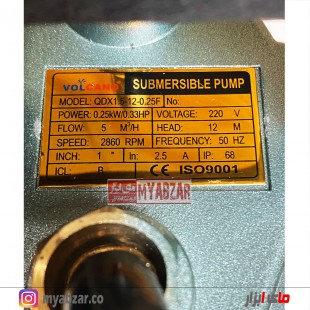 VOLCANO SUBMERSIBLE PUMP
MODEL: QDX1.5-12-0.25F No:
POWER: 0.25kW/0.33HP VOLTAGE: 220 V
FLOW: 5 M³/H HEAD: 12 M
SPEED: 2860 RPM FREQUENCY: 50 HZ
INCH: 1 " In: 2.5 A IP: 68
ICL: B CE ISO9001
MYABZAR
myabzar.co
مای ابزار